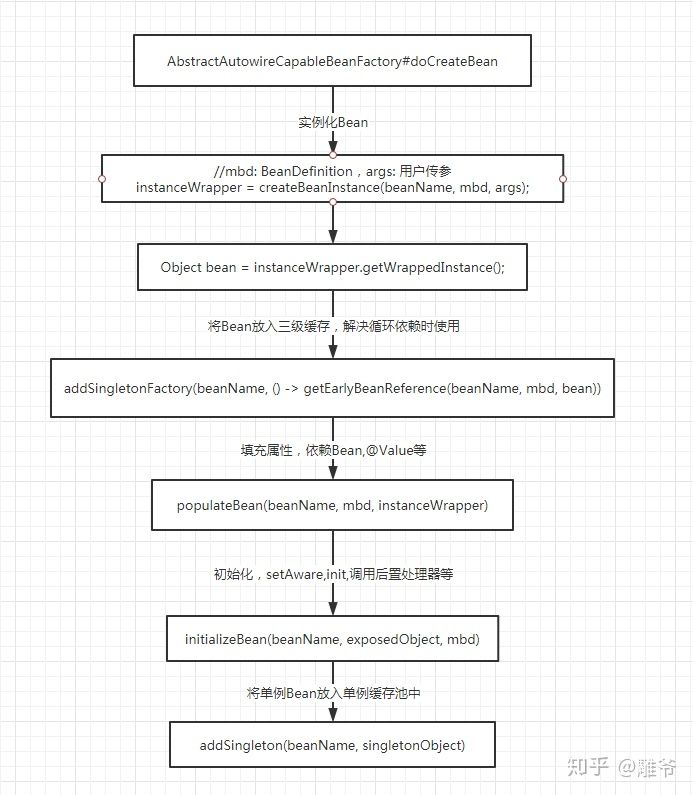 AbstractAutowireCapableBeanFactory#doCreateBean
实例化Bean
//mbd: BeanDefinition，args: 用户传参
instanceWrapper = createBeanInstance(beanName, mbd, args);
Object bean = instanceWrapper.getWrappedInstance();
将Bean放入三级缓存，解决循环依赖时使用
addSingletonFactory(beanName, () -> getEarlyBeanReference(beanName, mbd, bean))
填充属性，依赖Bean,@Value等
populateBean(beanName, mbd, instanceWrapper)
初始化，setAware,init,调用后置处理器等
initializeBean(beanName, exposedObject, mbd)
将单例Bean放入单例缓存池中
addSingleton(beanName, singletonObject)
知乎 @雕爷